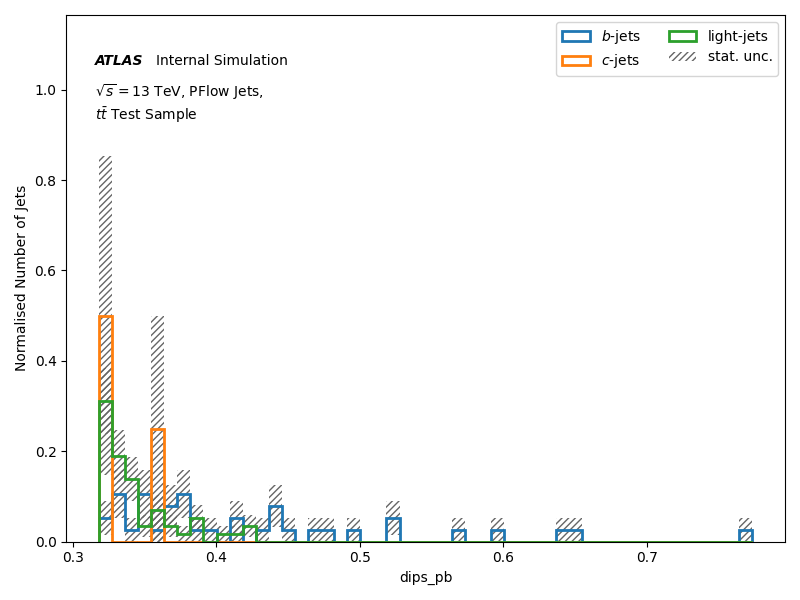 ATLAS Internal Simulation
√s = 13 TeV, PFlow Jets,
tt̄ Test Sample
b-jets
c-jets
light-jets
stat. unc.
Normalised Number of Jets
1.0
0.8
0.6
0.4
0.2
0.0
0.3 0.4 0.5 0.6 0.7
dips_pb